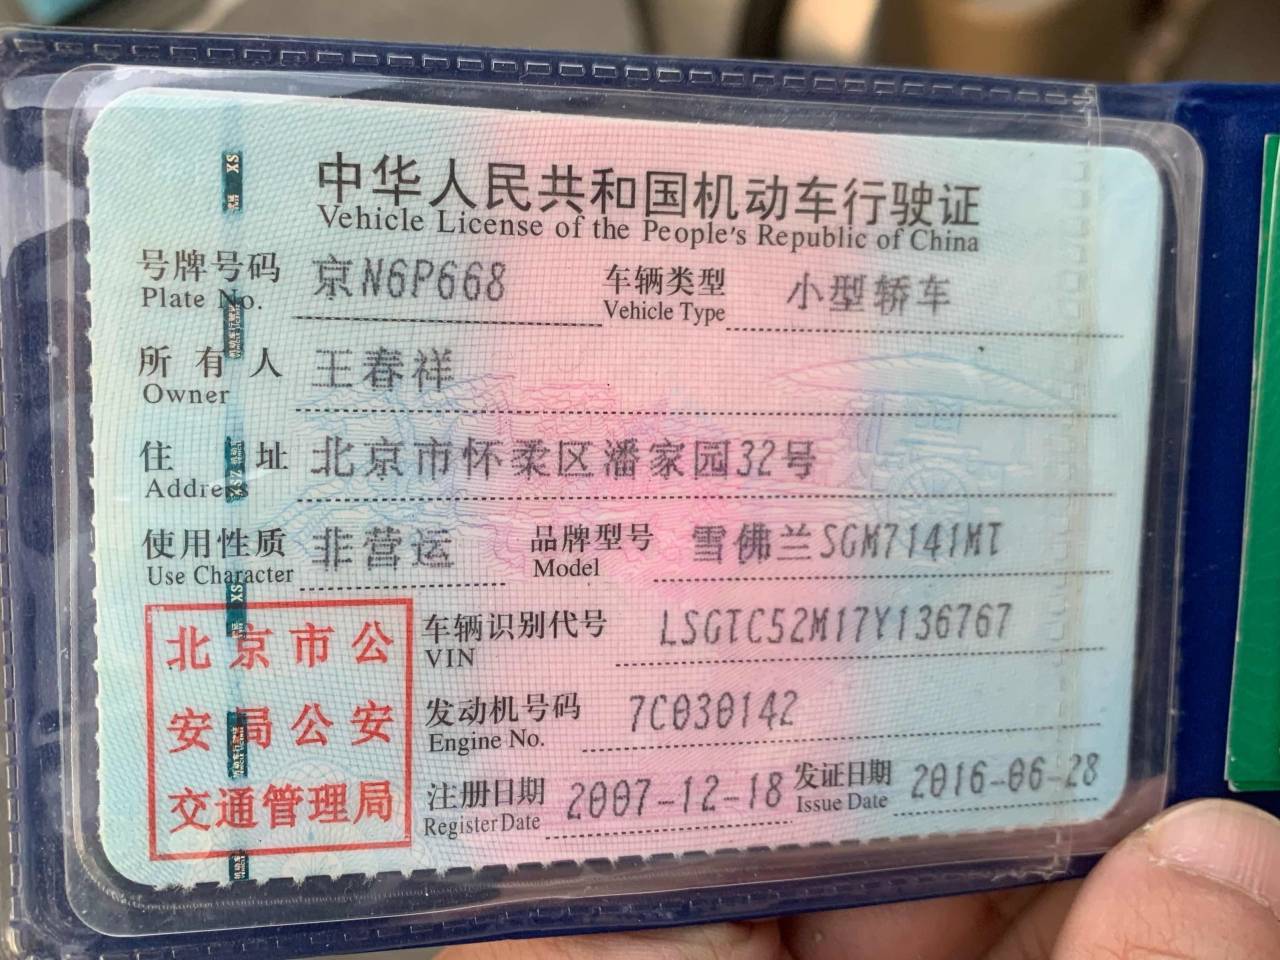 中华人民共和国机动车行驶证
Vehicle License of the People's Republic of China
号牌号码 京N6P668 车辆类型 小型轿车
Plate No. Vehicle Type
所有人 王春祥
Owner
住址 北京市怀柔区潘家园32号
Address
使用性质 非营运 品牌型号 雪佛兰SGM7141MT
Use Character Model
北京市公
安局公安
交通管理局
车辆识别代号 LSGTC52M17Y136767
VIN
发动机号码 7C030142
Engine No.
注册日期 2007-12-18 发证日期 2016-06-28
Register Date Issue Date